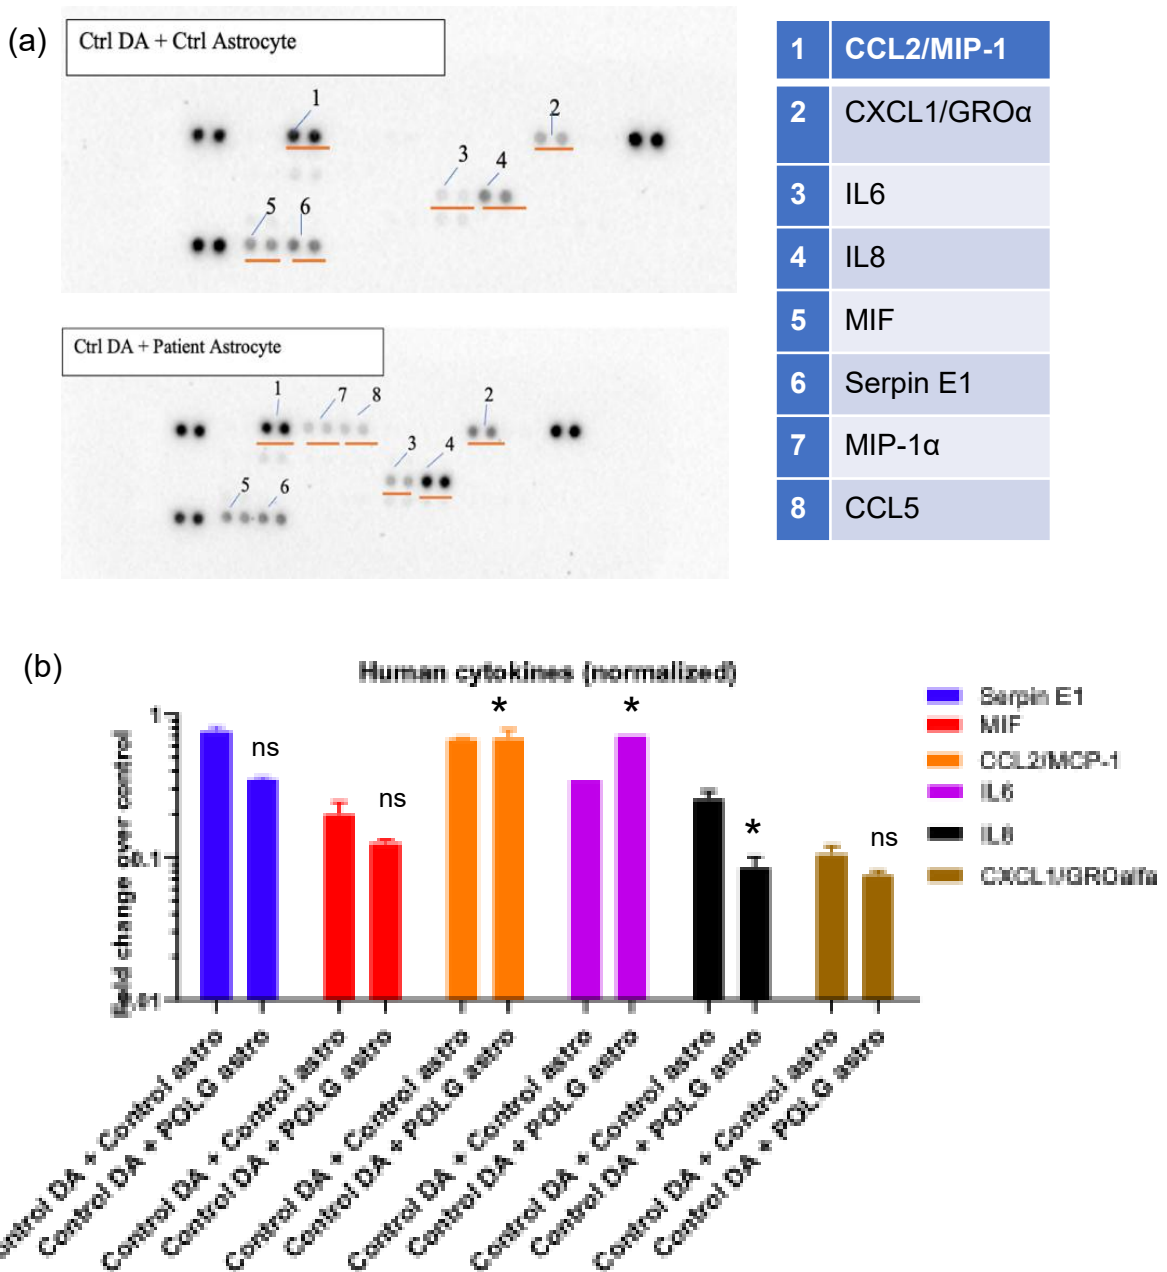 (a)
Ctrl DA + Ctrl Astrocyte
1
2
3
4
5
6
Ctrl DA + Patient Astrocyte
1
7
8
2
3
4
5
6
1 CCL2/MIP-1
2 CXCL1/GROα
3 IL6
4 IL8
5 MIF
6 Serpin E1
7 MIP-1α
8 CCL5
(b)
Human cytokines (normalized)
fold change over control
1
0.1
0.01
ns
ns
*
*
*
ns
Serpin E1
MIF
CCL2/MCP-1
IL6
IL8
CXCL1/GROalfa
Control DA + Control astro
Control DA + POLG astro
Control DA + Control astro
Control DA + POLG astro
Control DA + Control astro
Control DA + POLG astro
Control DA + Control astro
Control DA + POLG astro
Control DA + Control astro
Control DA + POLG astro
Control DA + Control astro
Control DA + POLG astro